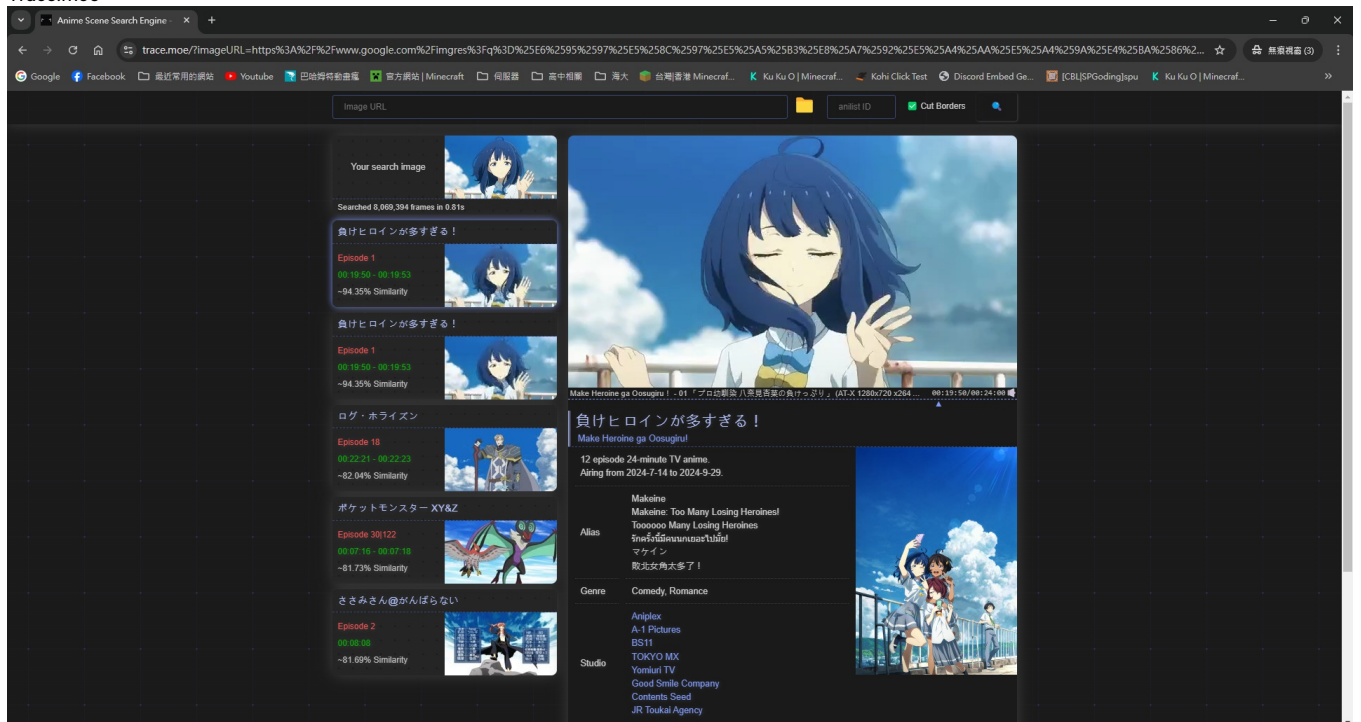 Anime Scene Search Engine -
trace.moe/?imageURL=https%3A%2F%2Fwww.google.com%2Fimgres%3Fq%3D%25E6%2595%2597%25E5%258C%2597%25E5%25A5%25B3%25E8%25A7%2592%25E5%25A4%25AA%25E5%25A4%259A%25E4%25BA%2586%2...
無痕視窗 (3)
Google Facebook 最近常用的網站 Youtube 巴哈姆特動畫瘋 官方網站 | Minecraft 伺服器 高中相關 海大 台灣|香港 Minecraf... Ku Ku O | Minecraf... Kohi Click Test Discord Embed Ge... [CBL|SPGoding]spu Ku Ku O | Minecraf...
Image URL
anilist ID
Cut Borders
Your search image
Searched 8,069,394 frames in 0.81s
負けヒロインが多すぎる！
Episode 1
00:19:50 - 00:19:53
~94.35% Similarity
負けヒロインが多すぎる！
Episode 1
00:19:50 - 00:19:53
~94.35% Similarity
ログ・ホライズン
Episode 18
00:22:21 - 00:22:23
~82.04% Similarity
ポケットモンスター XY&Z
Episode 30|122
00:07:16 - 00:07:18
~81.73% Similarity
ささみさん@がんばらない
Episode 2
00:08:08
~81.69% Similarity
Make Heroine ga Oosugiru！ - 01 「プロ幼馴染 八奈見杏菜の負けっぷり」 (AT-X 1280x720 x264 ...
00:19:50/00:24:00
負けヒロインが多すぎる！
Make Heroine ga Oosugiru!
12 episode 24-minute TV anime.
Airing from 2024-7-14 to 2024-9-29.
Alias
Makeine
Makeine: Too Many Losing Heroines!
Toooooo Many Losing Heroines
รักครั้งนี้มีคนนกเยอะไปมั้ย!
マケイン
敗北女角太多了！
Genre
Comedy, Romance
Studio
Aniplex
A-1 Pictures
BS11
TOKYO MX
Yomiuri TV
Good Smile Company
Contents Seed
JR Toukai Agency